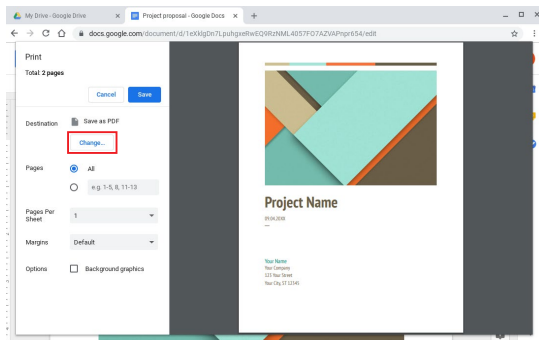 My Drive - Google Drive
Project proposal - Google Docs
docs.google.com/document/d/1eXklgDn7LpuhgxeRwEQ9RzNML4057FO7AZVAPnpr654/edit
Print
Total: 2 pages
Cancel
Save
Destination
Save as PDF
Change...
Pages
All
e.g. 1-5, 8, 11-13
Pages Per
Sheet
1
Margins
Default
Options
Background graphics
Project Name
09.04.20XX
Your Name
Your Company
123 Your Street
Your City, ST 12345